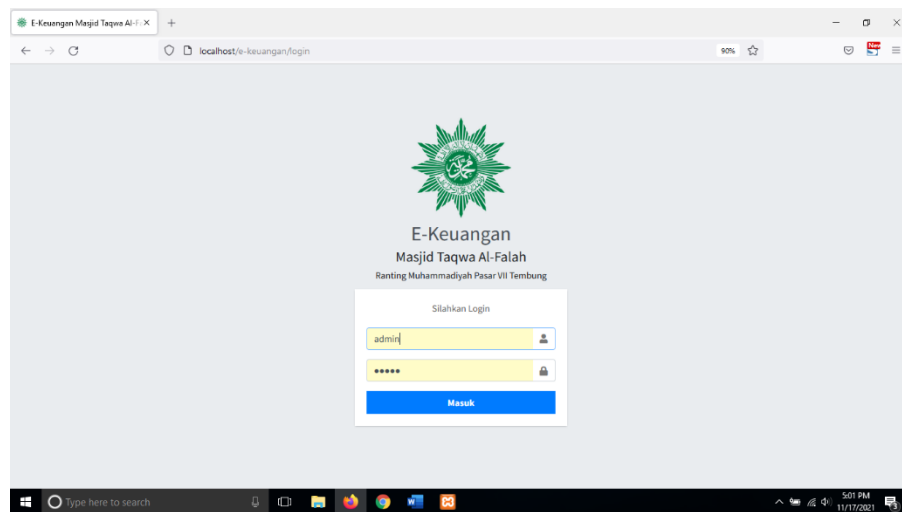 E-Keuangan Masjid Taqwa Al-F
localhost/e-keuangan/login
90%
New
E-Keuangan
Masjid Taqwa Al-Falah
Ranting Muhammadiyah Pasar VII Tembung
Silahkan Login
admin
Masuk
Type here to search
5:01 PM
11/17/2021